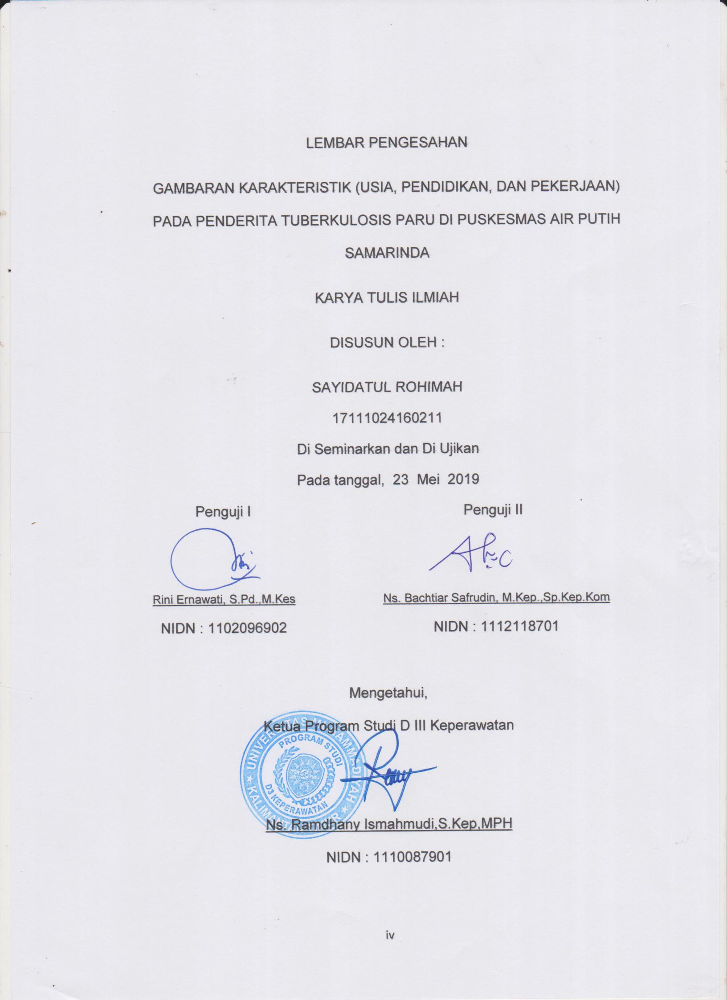 LEMBAR PENGESAHAN
GAMBARAN KARAKTERISTIK (USIA, PENDIDIKAN, DAN PEKERJAAN)
PADA PENDERITA TUBERKULOSIS PARU DI PUSKESMAS AIR PUTIH
SAMARINDA
KARYA TULIS ILMIAH
DISUSUN OLEH :
SAYIDATUL ROHIMAH
17111024160211
Di Seminarkan dan Di Ujikan
Pada tanggal, 23 Mei 2019
Penguji I
Penguji II
Rini Ernawati, S.Pd.,M.Kes
Ns. Bachtiar Safrudin, M.Kep.,Sp.Kep.Kom
NIDN : 1102096902
NIDN : 1112118701
Mengetahui,
Ketua Program Studi D III Keperawatan
UNIVERSITAS MUHAMMADIYAH
PROGRAM STUDI
D3 KEPERAWATAN
KALIMANTAN TIMUR
Ns. Ramdhany Ismahmudi,S.Kep,MPH
NIDN : 1110087901
iv